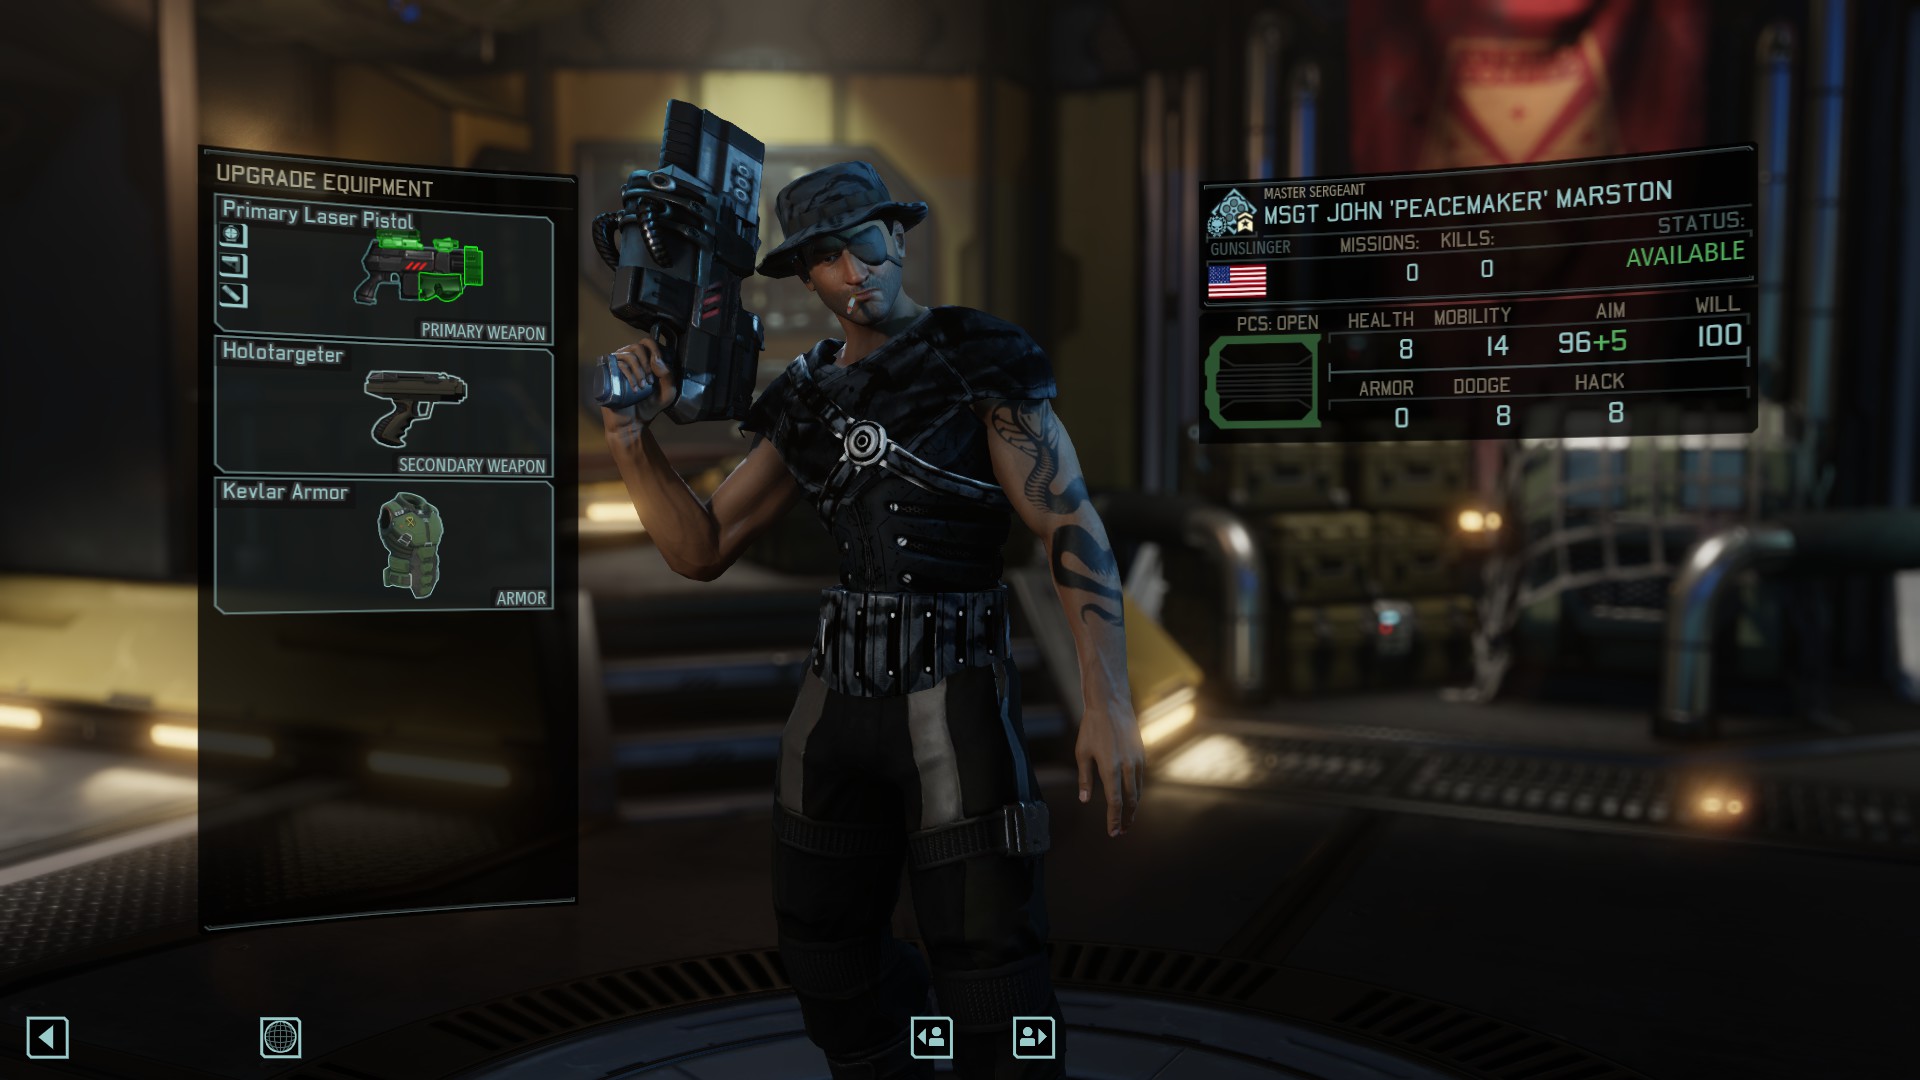 UPGRADE EQUIPMENT
Primary Laser Pistol
PRIMARY WEAPON
Holotargeter
SECONDARY WEAPON
Kevlar Armor
ARMOR
MASTER SERGEANT
MSGT JOHN 'PEACEMAKER' MARSTON
GUNSLINGER
MISSIONS: KILLS: STATUS:
0 0 AVAILABLE
PCS: OPEN
HEALTH MOBILITY AIM WILL
8 14 96+5 100
ARMOR DODGE HACK
0 8 8